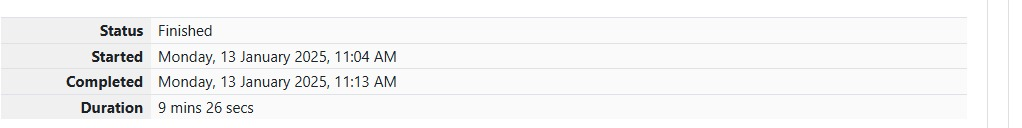 Status Finished
Started Monday, 13 January 2025, 11:04 AM
Completed Monday, 13 January 2025, 11:13 AM
Duration 9 mins 26 secs